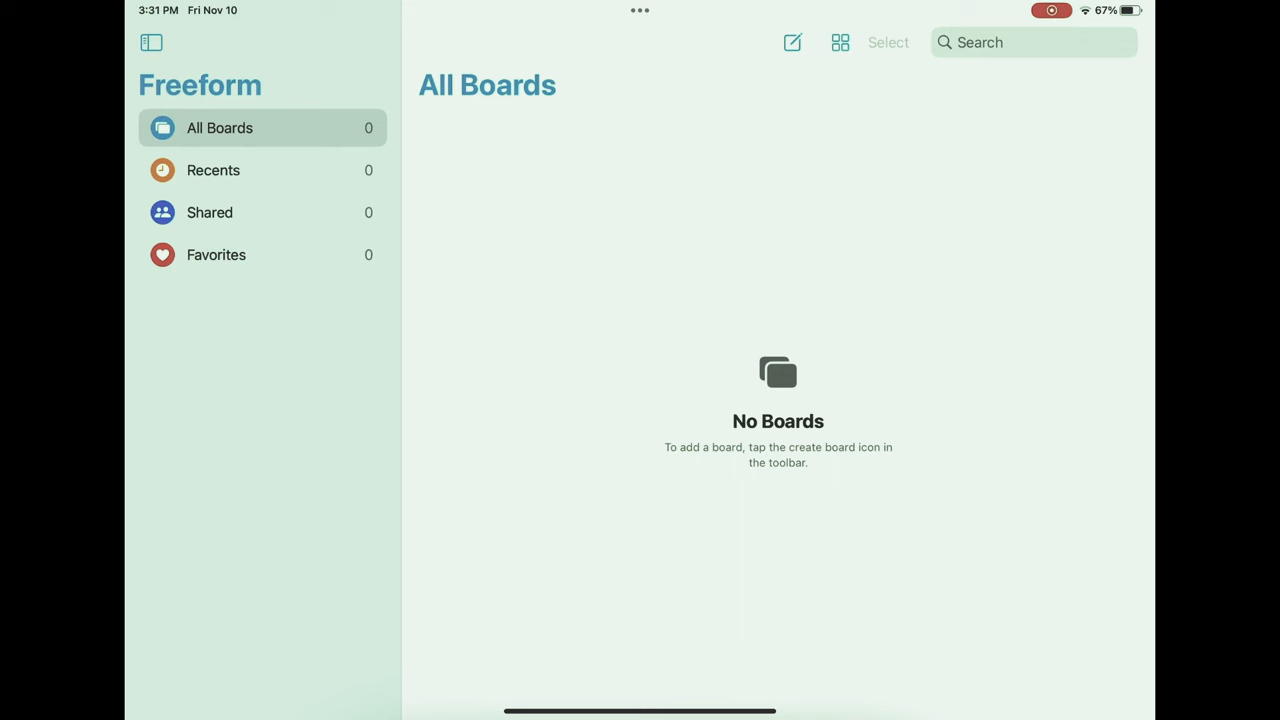 3:31 PM Fri Nov 10
67%
Select
Search
Freeform
All Boards 0
Recents 0
Shared 0
Favorites 0
All Boards
No Boards
To add a board, tap the create board icon in
the toolbar.